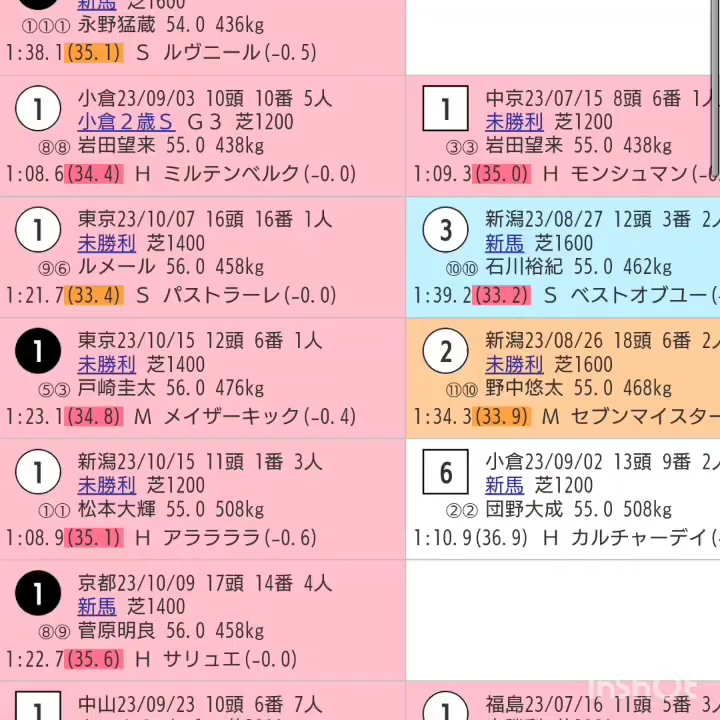 新馬 芝1600
①①① 永野猛蔵 54.0 436kg
1:38.1(35.1) S ルヴニール(-0.5)
1 小倉23/09/03 10頭 10番 5人
小倉2歳S G3 芝1200
⑧⑧ 岩田望来 55.0 438kg
1:08.6(34.4) H ミルテンベルク(-0.0)
1 中京23/07/15 8頭 6番 1人
未勝利 芝1200
③③ 岩田望来 55.0 438kg
1:09.3(35.0) H モンシュマン(-0.
1 東京23/10/07 16頭 16番 1人
未勝利 芝1400
⑨⑥ ルメール 56.0 458kg
1:21.7(33.4) S パストラーレ(-0.0)
3 新潟23/08/27 12頭 3番 2人
新馬 芝1600
⑩⑩ 石川裕紀 55.0 462kg
1:39.2(33.2) S ベストオブユー(-
1 東京23/10/15 12頭 6番 1人
未勝利 芝1400
⑤③ 戸崎圭太 56.0 476kg
1:23.1(34.8) M メイザーキック(-0.4)
2 新潟23/08/26 18頭 6番 2人
未勝利 芝1600
⑪⑩ 野中悠太 55.0 468kg
1:34.3(33.9) M セブンマイスター
1 新潟23/10/15 11頭 1番 3人
未勝利 芝1200
①① 松本大輝 55.0 508kg
1:08.9(35.1) H アララララ(-0.6)
6 小倉23/09/02 13頭 9番 2人
新馬 芝1200
②② 団野大成 55.0 508kg
1:10.9(36.9) H カルチャーデイ(-
1 京都23/10/09 17頭 14番 4人
新馬 芝1400
⑧⑨ 菅原明良 56.0 458kg
1:22.7(35.6) H サリュエ(-0.0)
1 中山23/09/23 10頭 6番 7人
1 福島23/07/16 11頭 5番 3人
InShOt